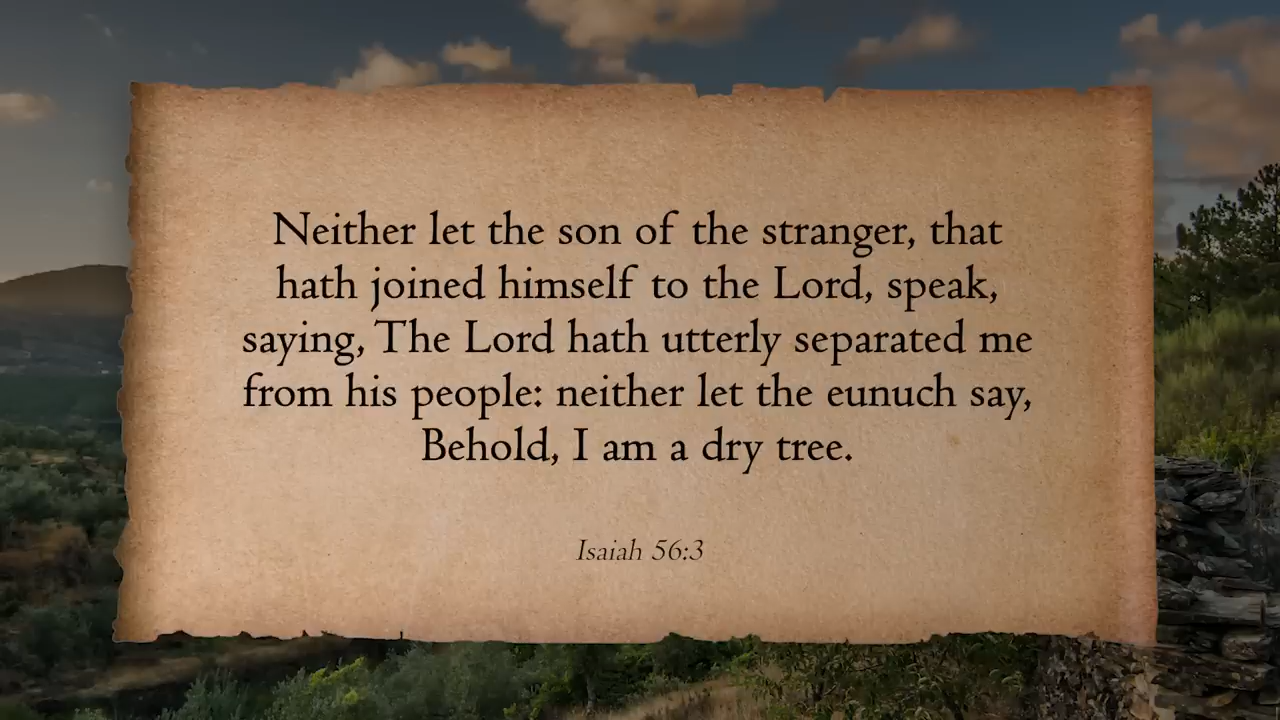 Neither let the son of the stranger, that
hath joined himself to the Lord, speak,
saying, The Lord hath utterly separated me
from his people: neither let the eunuch say,
Behold, I am a dry tree.
Isaiah 56:3